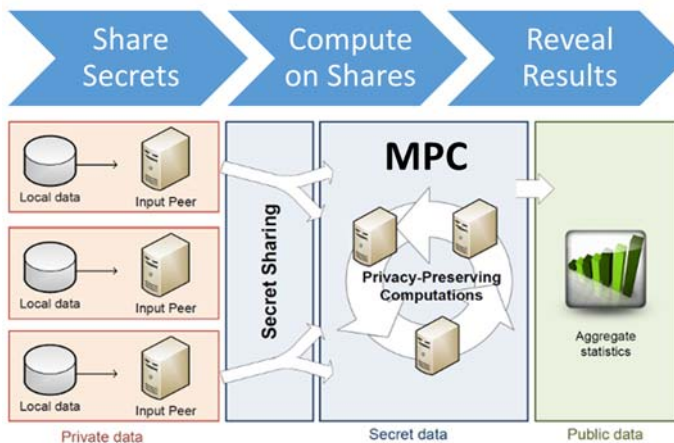 Share
Secrets
Compute
on Shares
Reveal
Results
Local data
Input Peer
Local data
Input Peer
Local data
Input Peer
Private data
Secret Sharing
MPC
Privacy-Preserving
Computations
Secret data
Aggregate
statistics
Public data